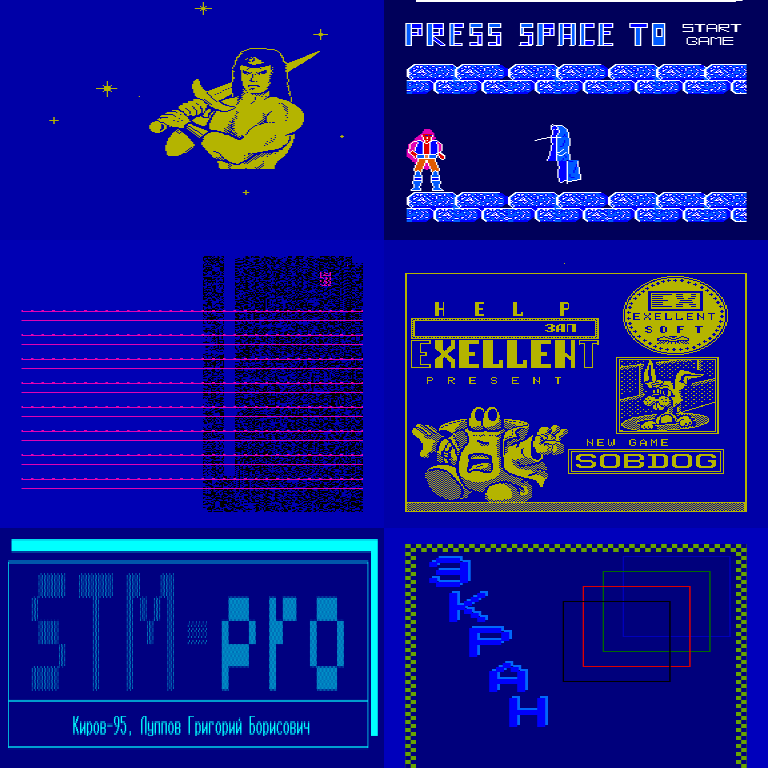 PRESS SPACE TO START GAME
HELP
ЗАП
EXELLENT
PRESENT
EX
EXELLENT
SOFT
NEW GAME
SOBDOG
STM-pro
Киров-95, Луппов Григорий Борисович
ЭКРАН